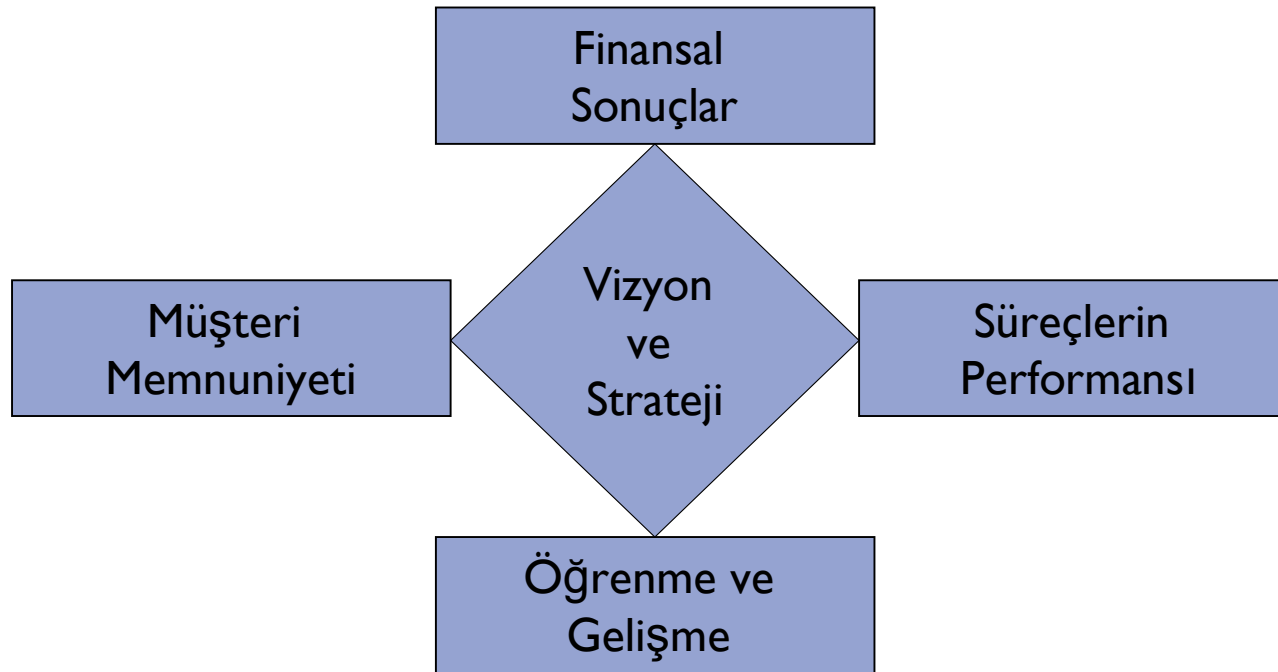 Finansal
Sonuçlar
Müşteri
Memnuniyeti
Vizyon
ve
Strateji
Süreçlerin
Performansı
Öğrenme ve
Gelişme